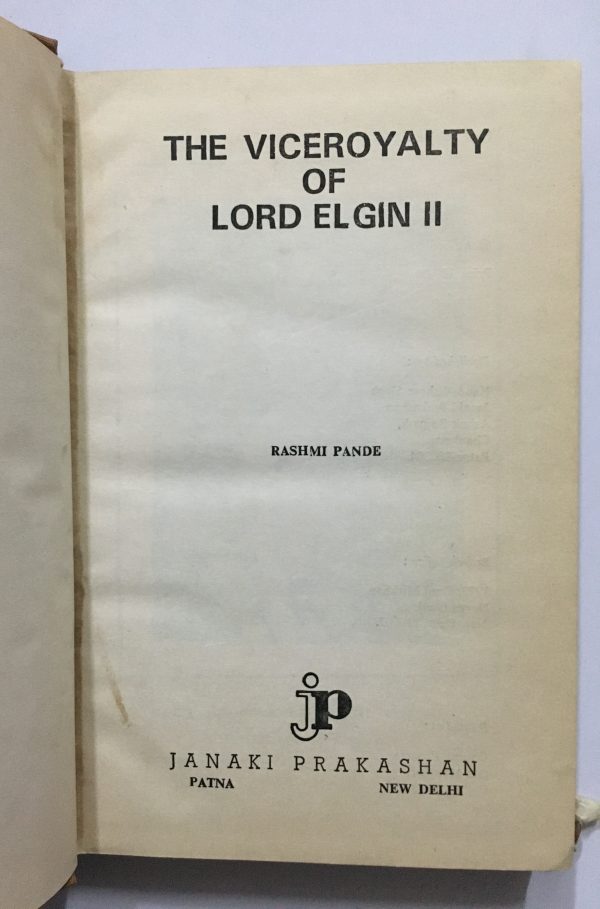 THE VICEROYALTY
OF
LORD ELGIN II
RASHMI PANDE
jp
JANAKI PRAKASHAN
PATNA NEW DELHI